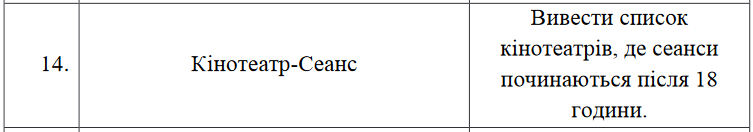 14.
Кінотеатр-Сеанс
Вивести список
кінотеатрів, де сеанси
починаються після 18
години.